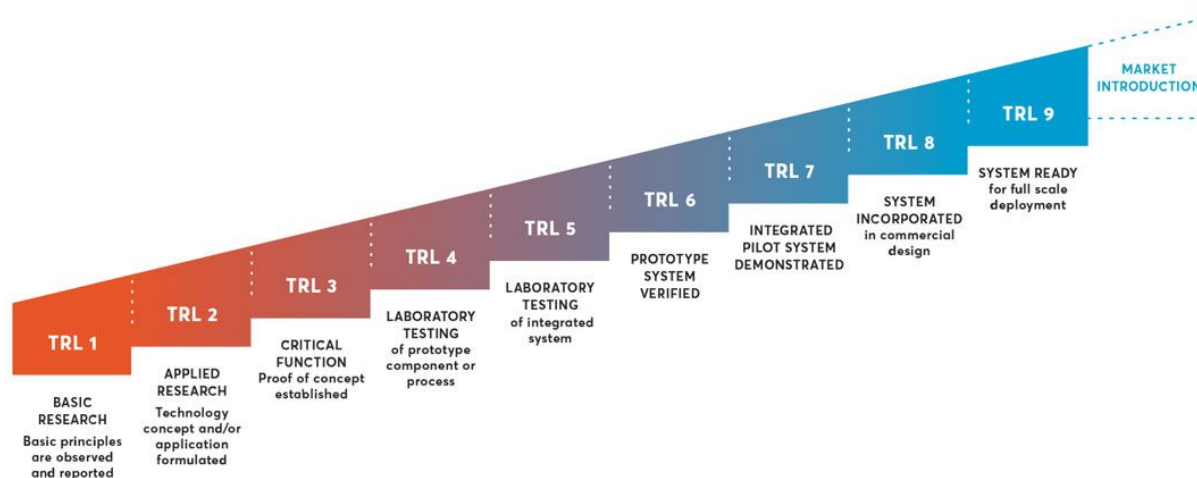 TRL 1
BASIC
RESEARCH
Basic principles
are observed
and reported
TRL 2
APPLIED
RESEARCH
Technology
concept and/or
application
formulated
TRL 3
CRITICAL
FUNCTION
Proof of concept
established
TRL 4
LABORATORY
TESTING
of prototype
component or
process
TRL 5
LABORATORY
TESTING
of integrated
system
TRL 6
PROTOTYPE
SYSTEM
VERIFIED
TRL 7
INTEGRATED
PILOT SYSTEM
DEMONSTRATED
TRL 8
SYSTEM
INCORPORATED
in commercial
design
TRL 9
SYSTEM READY
for full scale
deployment
MARKET
INTRODUCTION